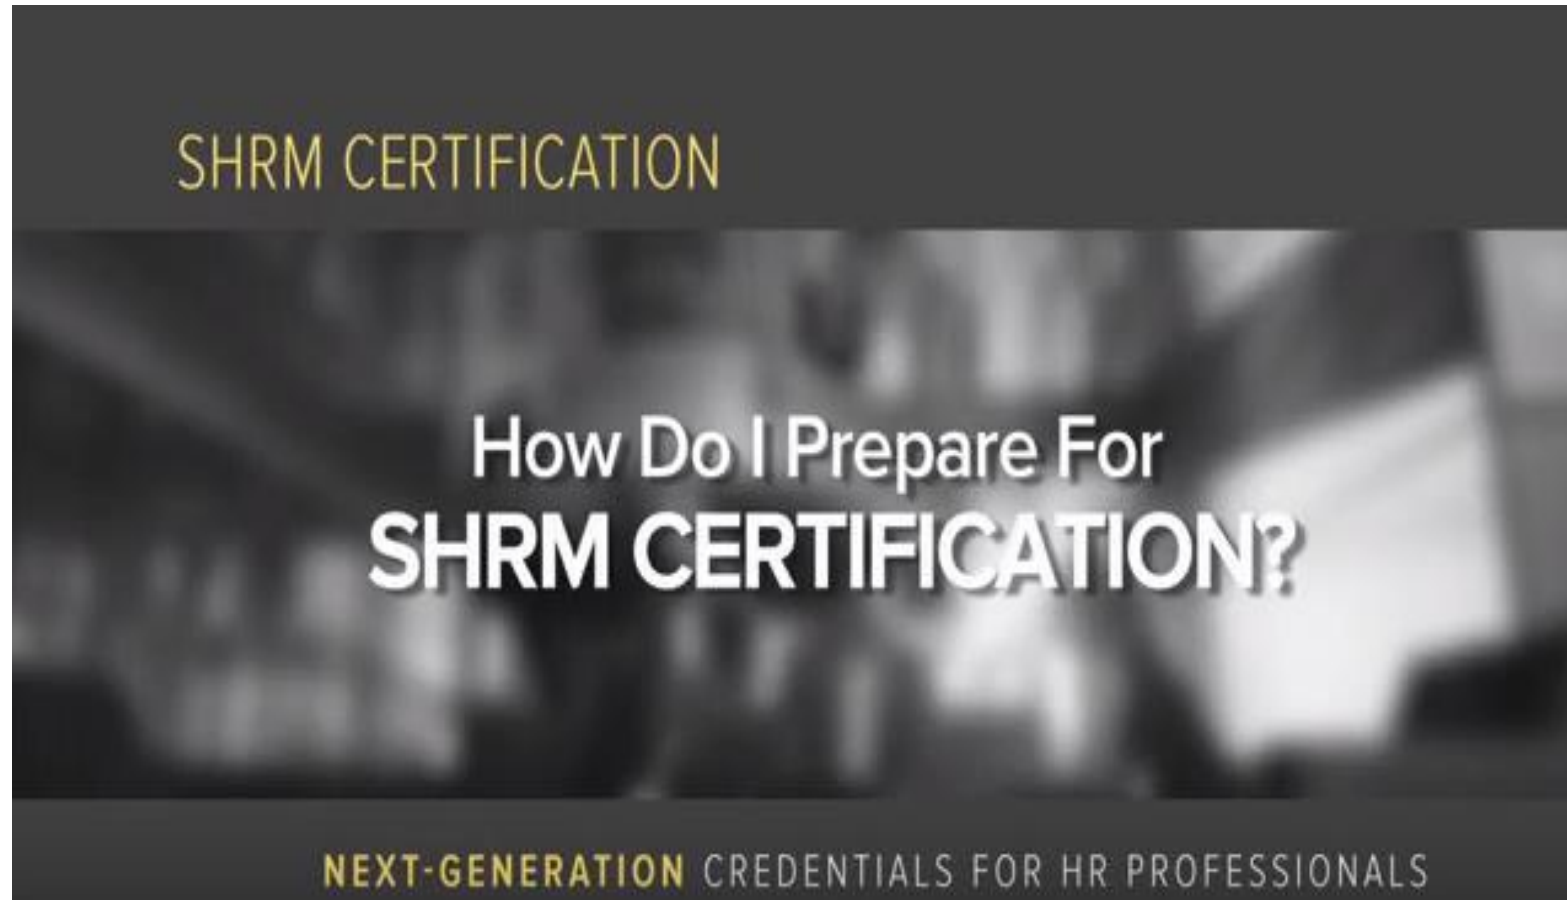 SHRM CERTIFICATION
How Do I Prepare For
SHRM CERTIFICATION?
NEXT-GENERATION CREDENTIALS FOR HR PROFESSIONALS